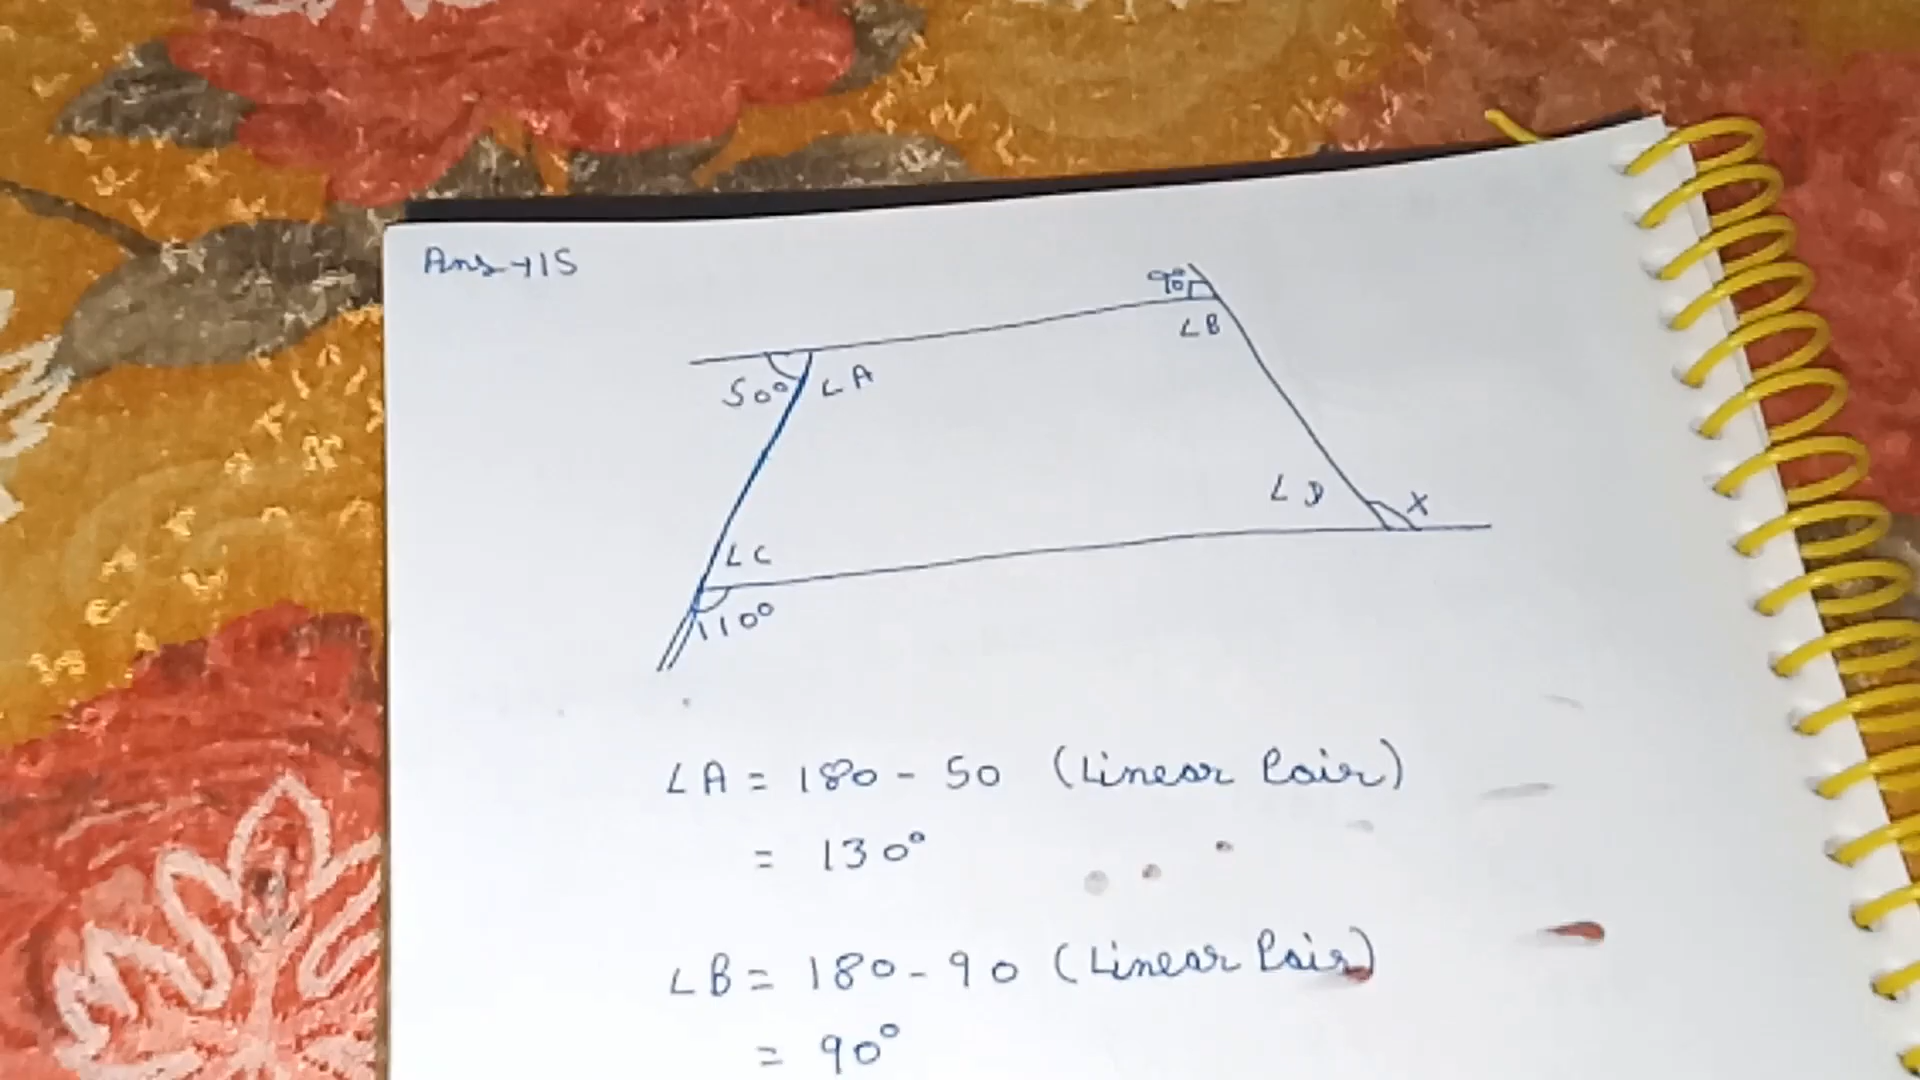 Ans → 15
90°
∠B
50° ∠A
∠D x
∠C
110°
∠A = 180 - 50 (Linear Pair)
= 130°
∠B = 180 - 90 (Linear Pair)
= 90°